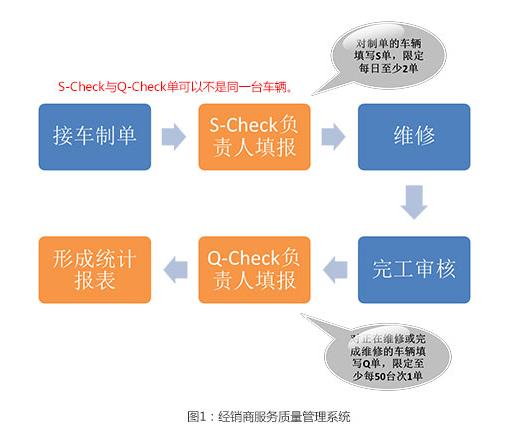 对制单的车辆
填写S单，限定
每日至少2单
S-Check与Q-Check单可以不是同一台车辆。
接车制单
S-Check负
责人填报
维修
形成统计
报表
Q-Check负
责人填报
完工审核
对正在维修或完
成维修的车辆填
写Q单，限定至
少每50台次1单
图1：经销商服务质量管理系统